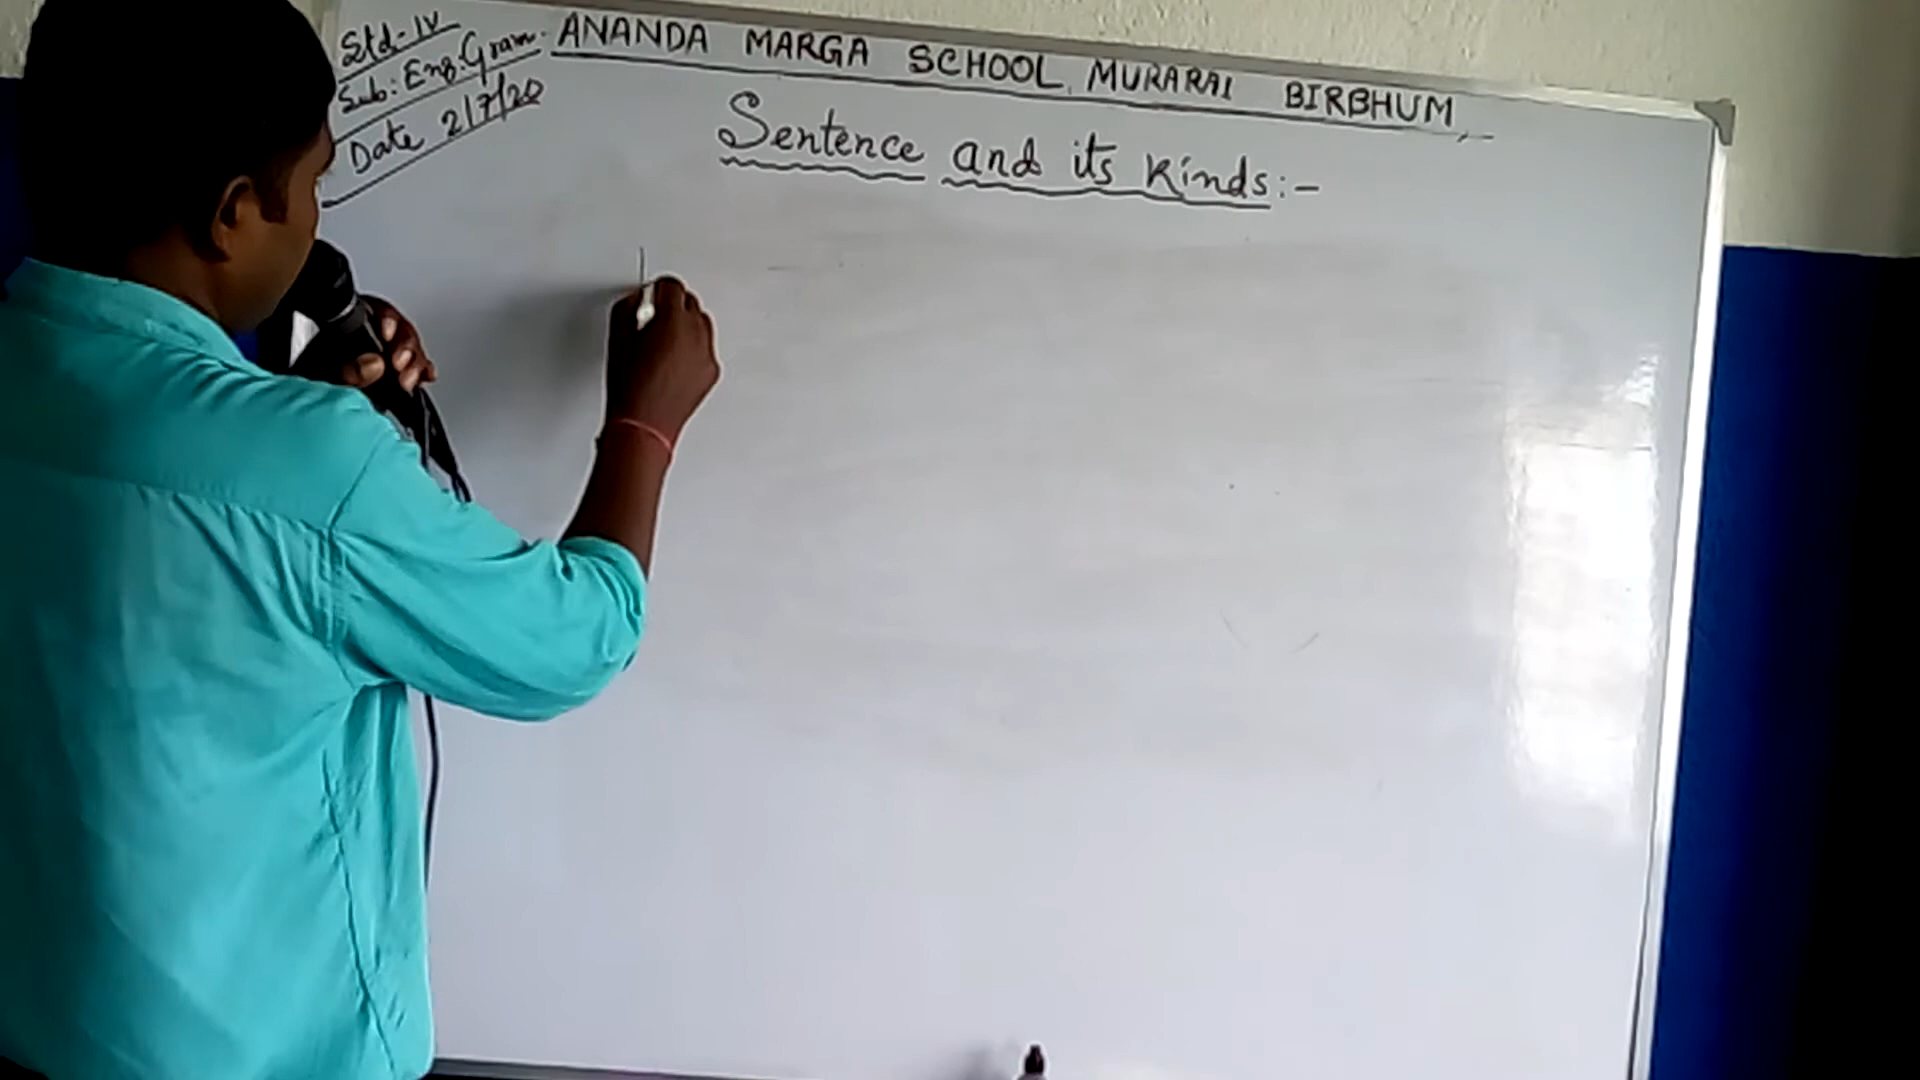 Std-IV
Sub: Eng. Gram.
Date 2/7/20
ANANDA MARGA SCHOOL, MURARAI BIRBHUM
Sentence and its Kinds:-